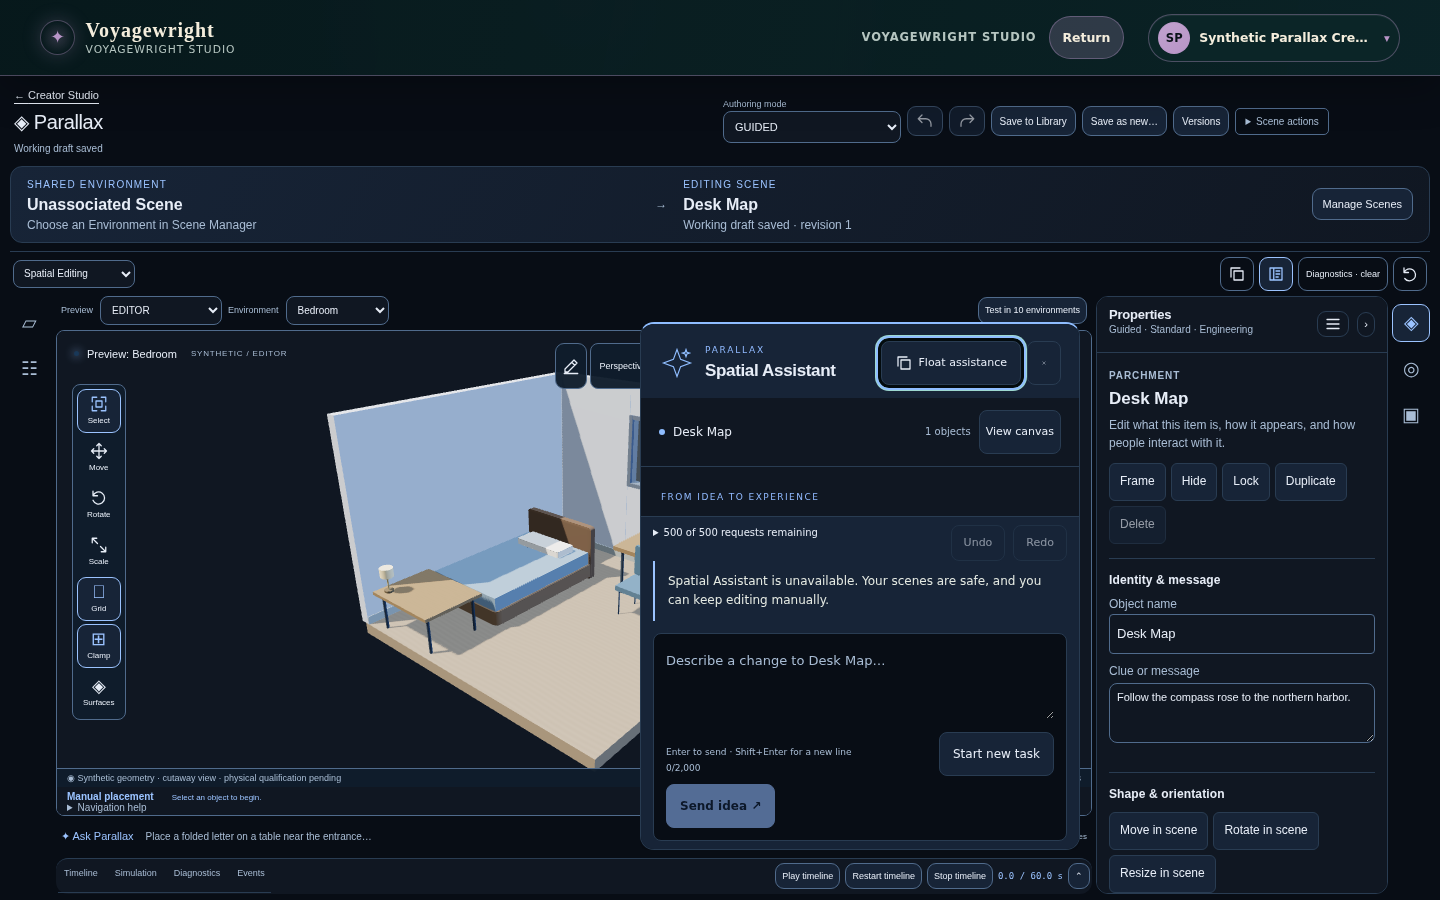 Voyagewright
VOYAGEWRIGHT STUDIO
VOYAGEWRIGHT STUDIO
Return
SP
Synthetic Parallax Cre…
← Creator Studio
◈ Parallax
Working draft saved
Authoring mode
GUIDED
Save to Library
Save as new…
Versions
▶ Scene actions
SHARED ENVIRONMENT
Unassociated Scene
Choose an Environment in Scene Manager
→
EDITING SCENE
Desk Map
Working draft saved · revision 1
Manage Scenes
Spatial Editing
Diagnostics · clear
Preview
EDITOR
Environment
Bedroom
Test in 10 environments
Preview: Bedroom
SYNTHETIC / EDITOR
Perspectiv
Select
Move
Rotate
Scale
Grid
Clamp
Surfaces
◉ Synthetic geometry · cutaway view · physical qualification pending
Manual placement
Select an object to begin.
▶ Navigation help
✦ Ask Parallax
Place a folded letter on a table near the entrance…
PARALLAX
Spatial Assistant
Float assistance
×
Desk Map
1 objects
View canvas
FROM IDEA TO EXPERIENCE
▶ 500 of 500 requests remaining
Undo
Redo
Spatial Assistant is unavailable. Your scenes are safe, and you
can keep editing manually.
Describe a change to Desk Map…
Enter to send · Shift+Enter for a new line
0/2,000
Start new task
Send idea ↗
Timeline
Simulation
Diagnostics
Events
Play timeline
Restart timeline
Stop timeline
0.0 / 60.0 s
Properties
Guided · Standard · Engineering
›
PARCHMENT
Desk Map
Edit what this item is, how it appears, and how
people interact with it.
Frame
Hide
Lock
Duplicate
Delete
Identity & message
Object name
Desk Map
Clue or message
Follow the compass rose to the northern harbor.
Shape & orientation
Move in scene
Rotate in scene
Resize in scene